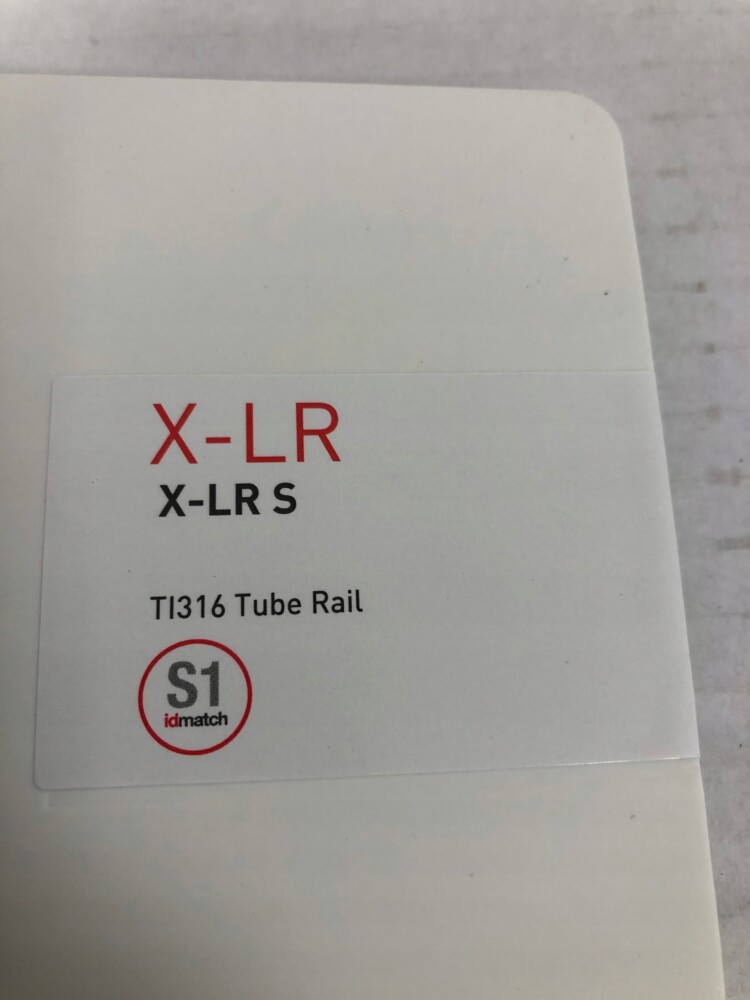 X-LR
X-LR S
TI316 Tube Rail
S1
idmatch